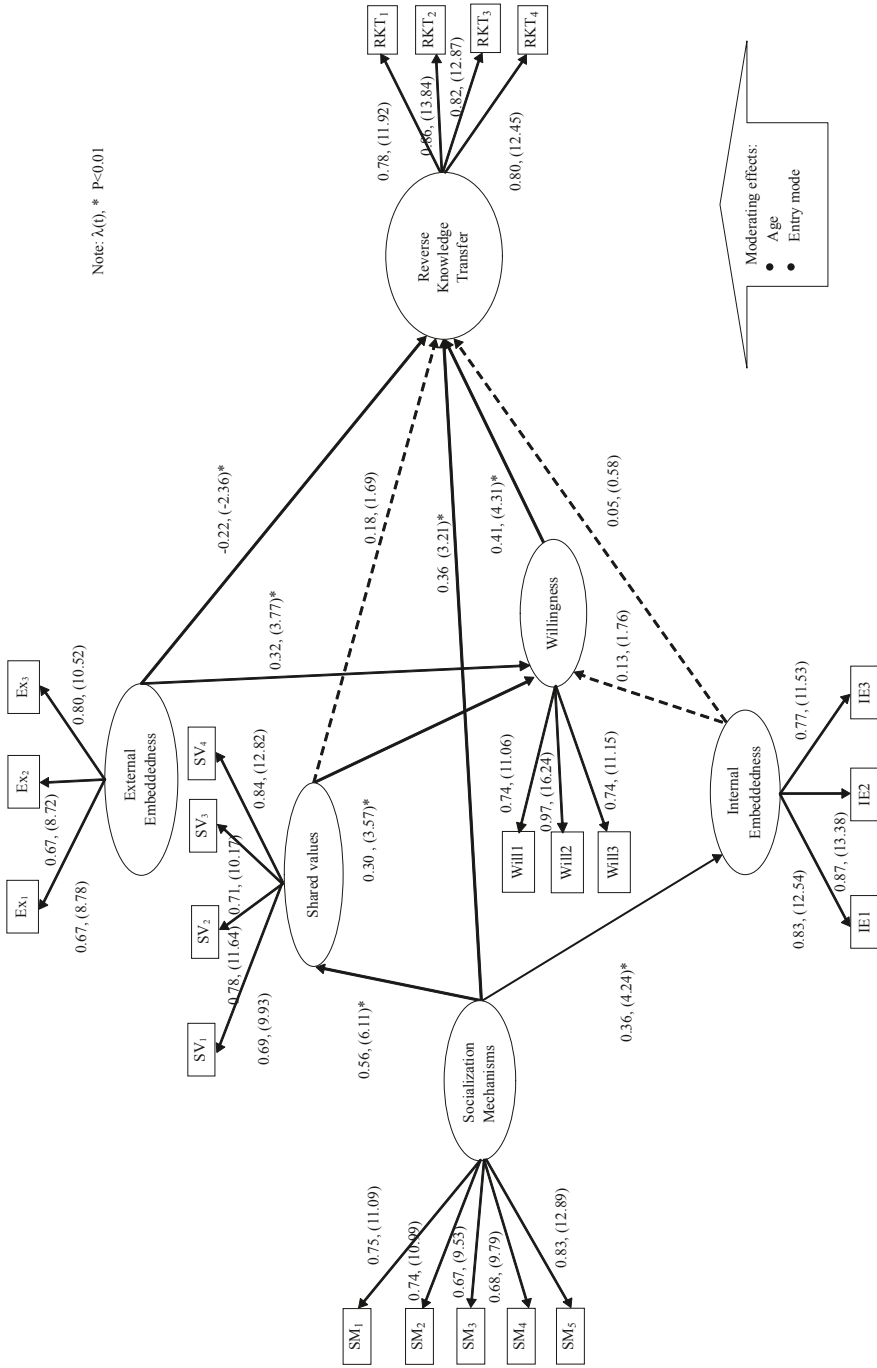 Note: λ(t), * P<0.01
Ex₁
Ex₂
Ex₃
0.67, (8.78)
0.67, (8.72)
0.80, (10.52)
External
Embeddedness
SV₁
SV₂
SV₃
SV₄
0.69, (9.93)
0.78, (11.64)
0.71, (10.17)
0.84, (12.82)
Shared values
-0.22, (-2.36)*
0.32, (3.77)*
0.18, (1.69)
0.30 , (3.57)*
0.56, (6.11)*
0.36 (3.21)*
0.41, (4.31)*
SM₁
SM₂
SM₃
SM₄
SM₅
0.75, (11.09)
0.74, (10.99)
0.67, (9.53)
0.68, (9.79)
0.83, (12.89)
Socialization
Mechanisms
Will1
Will2
Will3
0.74, (11.06)
0.97, (16.24)
0.74, (11.15)
Willingness
Reverse
Knowledge
Transfer
0.78, (11.92)
0.86, (13.84)
0.82, (12.87)
0.80, (12.45)
RKT₁
RKT₂
RKT₃
RKT₄
0.36, (4.24)*
0.13, (1.76)
0.05, (0.58)
Internal
Embeddedness
0.83, (12.54)
0.87, (13.38)
0.77, (11.53)
IE1
IE2
IE3
Moderating effects:
● Age
● Entry mode